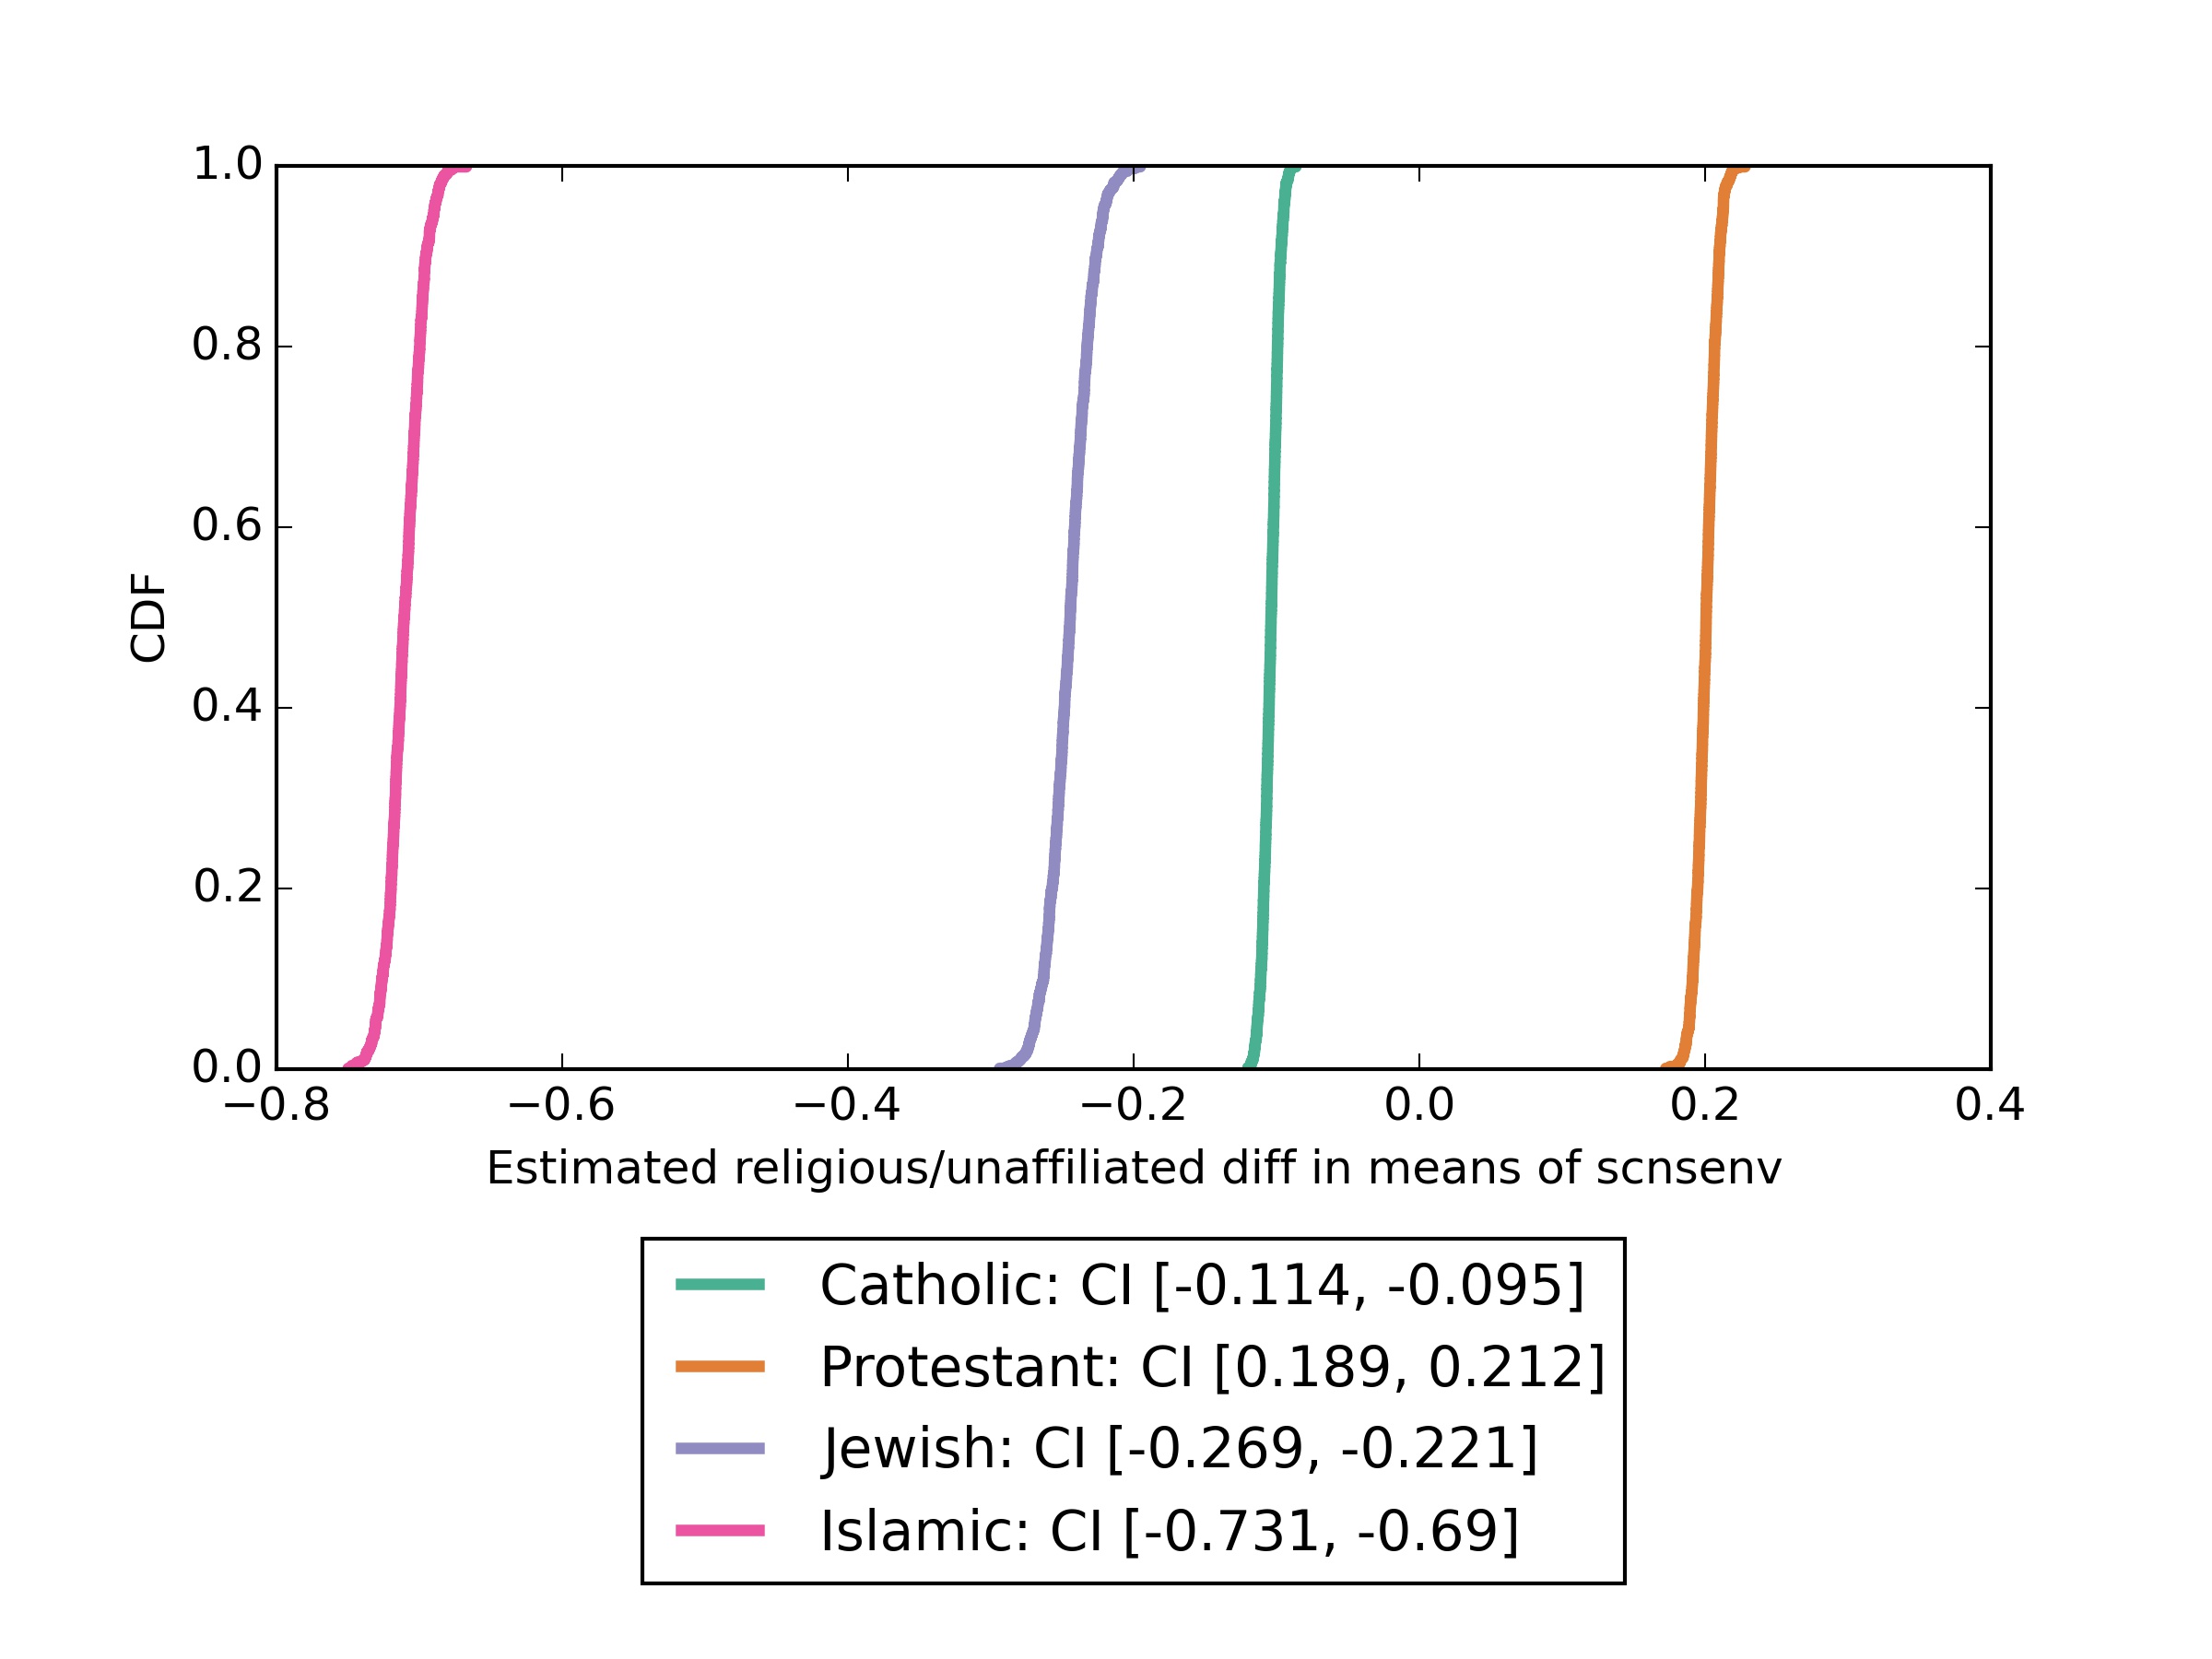 1.0
0.8
0.6
0.4
0.2
0.0
CDF
−0.8 −0.6 −0.4 −0.2 0.0 0.2 0.4
Estimated religious/unaffiliated diff in means of scnsenv
Catholic: CI [-0.114, -0.095]
Protestant: CI [0.189, 0.212]
Jewish: CI [-0.269, -0.221]
Islamic: CI [-0.731, -0.69]